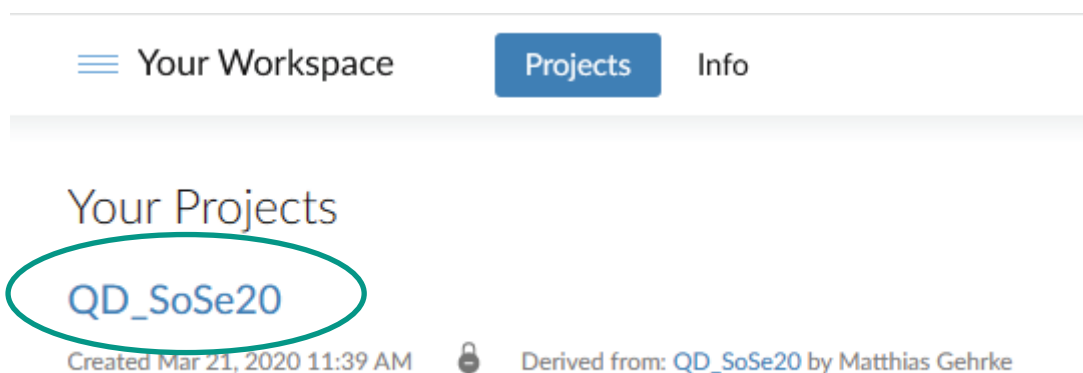 Your Workspace Projects Info
Your Projects
QD_SoSe20
Created Mar 21, 2020 11:39 AM Derived from: QD_SoSe20 by Matthias Gehrke